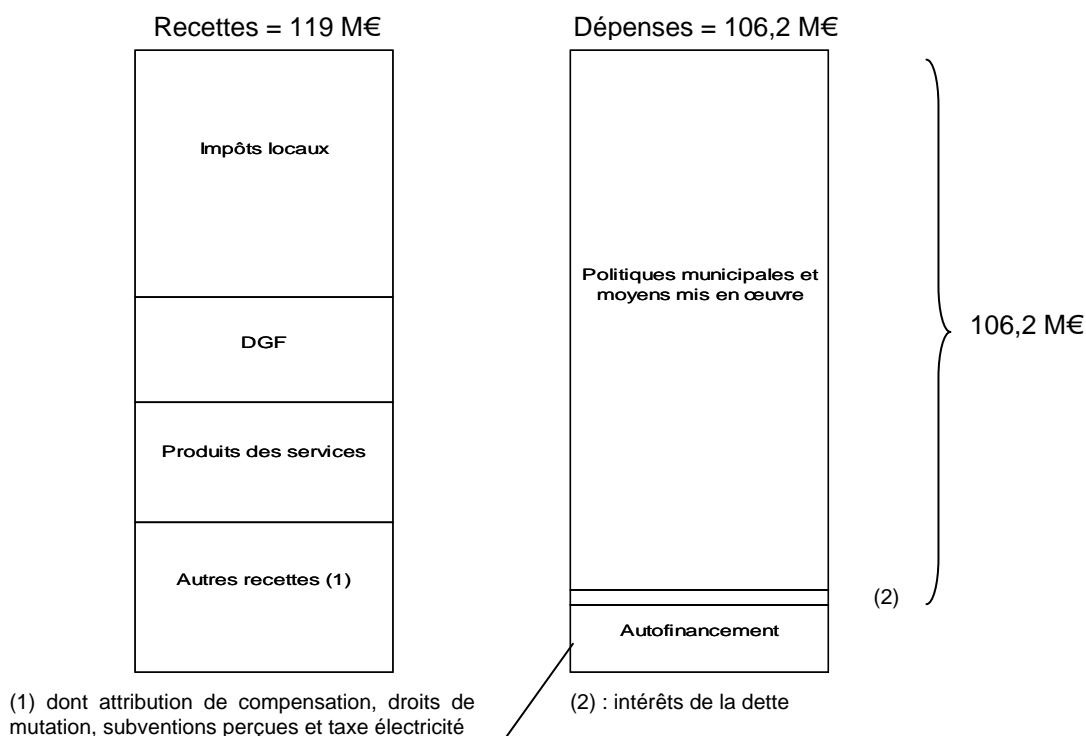 Recettes = 119 M€
Dépenses = 106,2 M€
Impôts locaux
DGF
Produits des services
Autres recettes (1)
Politiques municipales et
moyens mis en œuvre
106,2 M€
(2)
Autofinancement
(1) dont attribution de compensation, droits de
mutation, subventions perçues et taxe électricité
(2) : intérêts de la dette